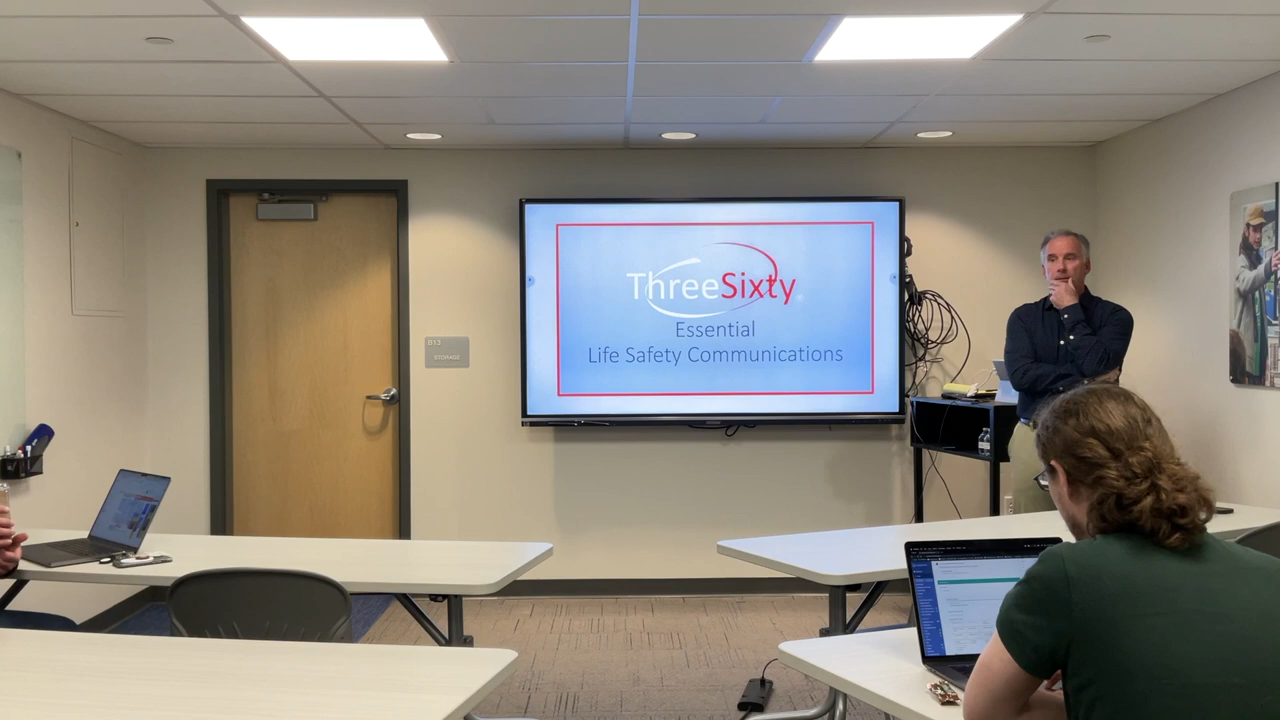 ThreeSixty
Essential
Life Safety Communications
B13
STORAGE